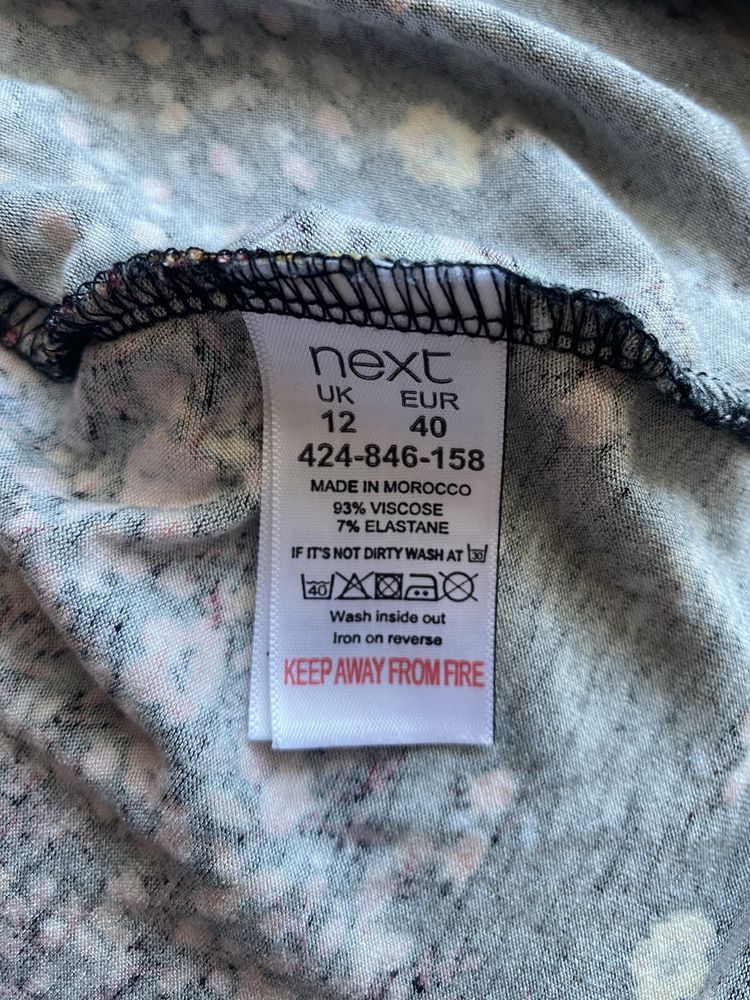 next
UK EUR
12 40
424-846-158
MADE IN MOROCCO
93% VISCOSE
7% ELASTANE
IF IT'S NOT DIRTY WASH AT 30
40
Wash inside out
Iron on reverse
KEEP AWAY FROM FIRE